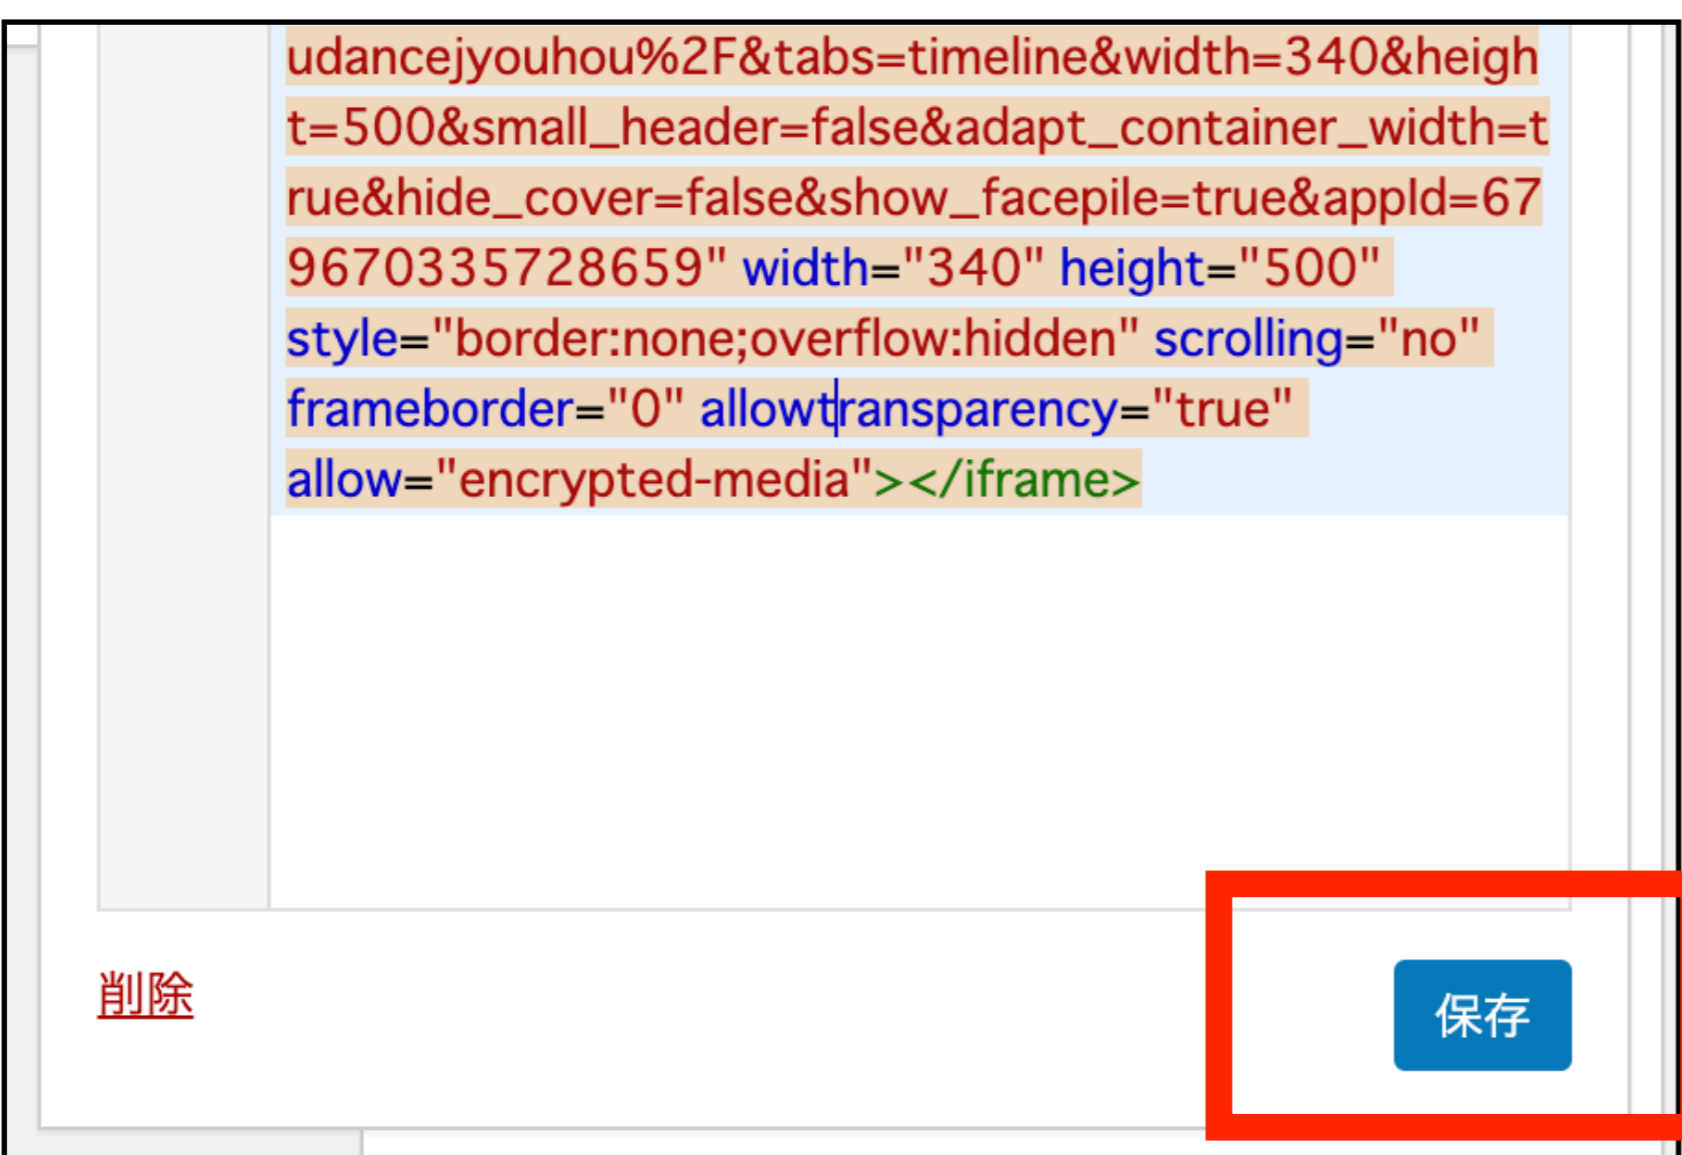 udancejyouhou%2F&tabs=timeline&width=340&heigh
t=500&small_header=false&adapt_container_width=t
rue&hide_cover=false&show_facepile=true&appId=67
9670335728659" width="340" height="500"
style="border:none;overflow:hidden" scrolling="no"
frameborder="0" allowtransparency="true"
allow="encrypted-media"></iframe>
削除
保存